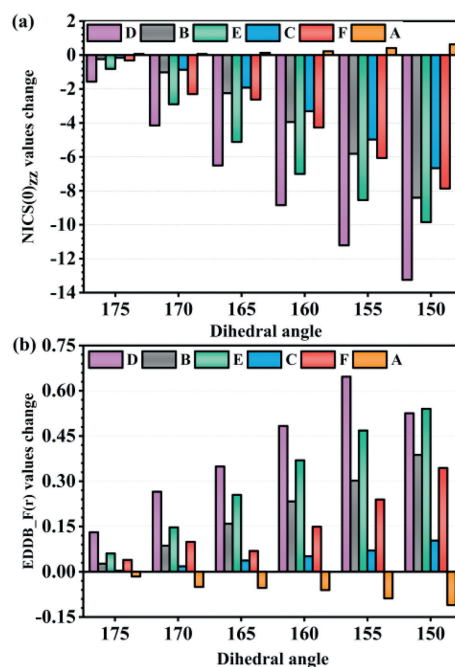 (a)
D B E C F A
NICS(0)zz values change
2
0
-2
-4
-6
-8
-10
-12
-14
175 170 165 160 155 150
Dihedral angle
(b)
D B E C F A
EDDB_F(r) values change
0.75
0.60
0.45
0.30
0.15
0.00
-0.15
175 170 165 160 155 150
Dihedral angle